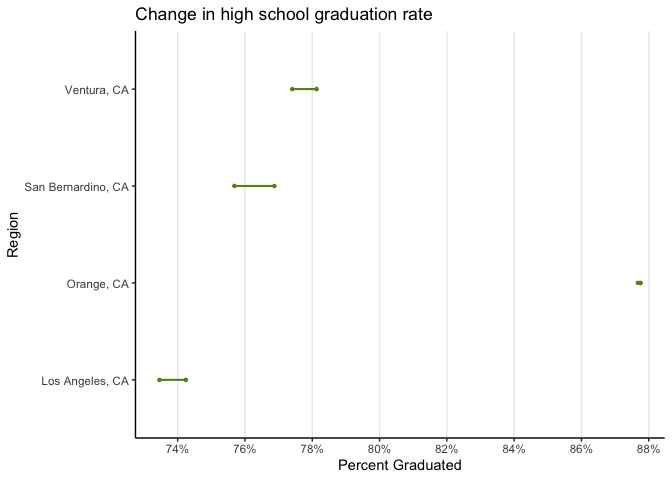 Change in high school graduation rate
Ventura, CA
San Bernardino, CA
Orange, CA
Los Angeles, CA
Region
74% 76% 78% 80% 82% 84% 86% 88%
Percent Graduated